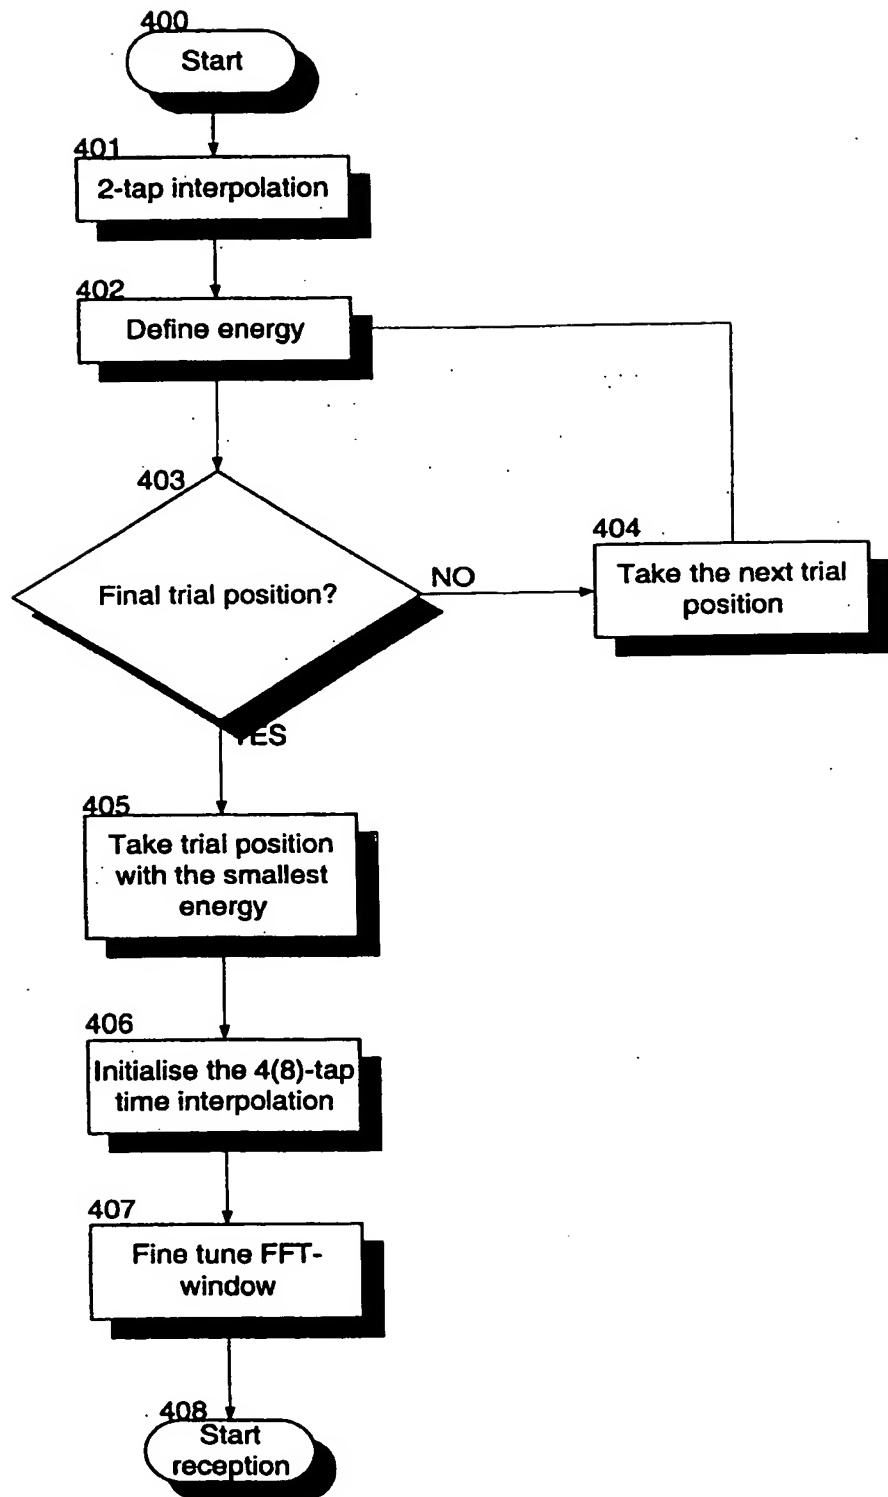 400
Start
401
2-tap interpolation
402
Define energy
403
Final trial position?
NO
404
Take the next trial
position
YES
405
Take trial position
with the smallest
energy
406
Initialise the 4(8)-tap
time interpolation
407
Fine tune FFT-
window
408
Start
reception